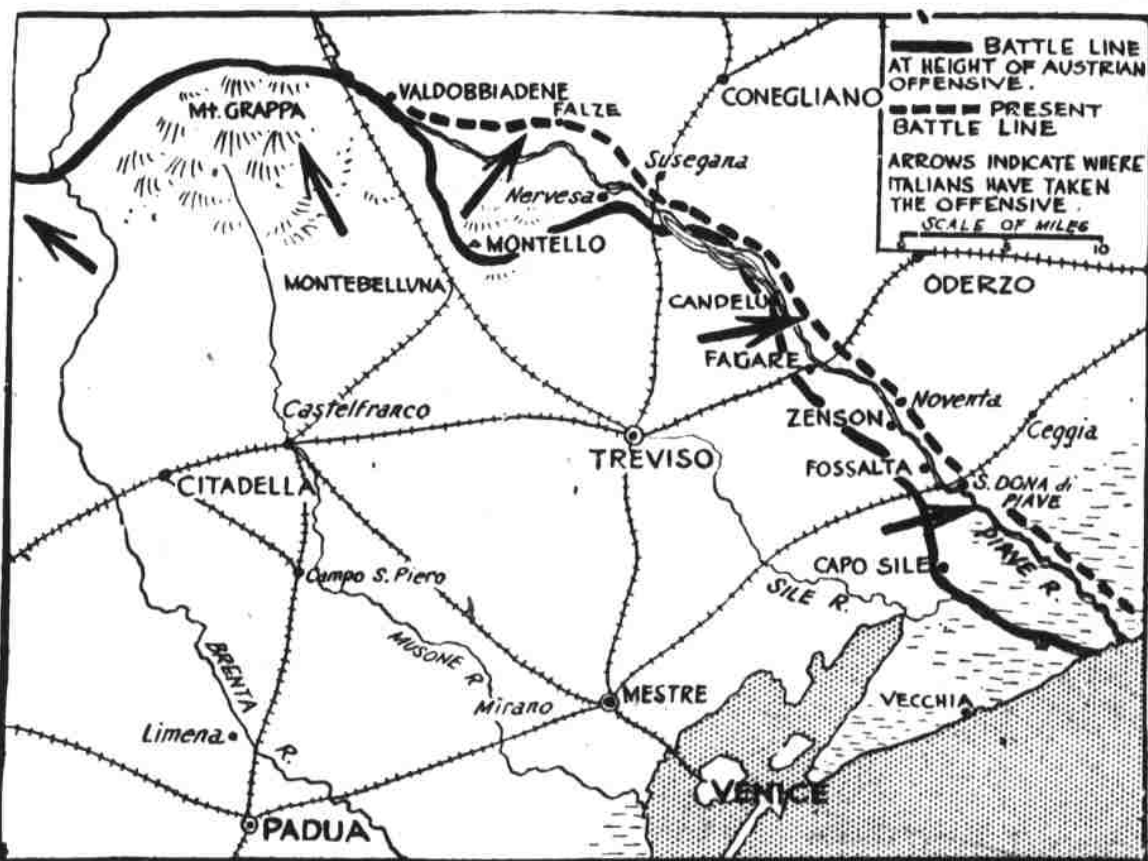 BATTLE LINE
AT HEIGHT OF AUSTRIAN
OFFENSIVE.
PRESENT
BATTLE LINE
ARROWS INDICATE WHERE
ITALIANS HAVE TAKEN
THE OFFENSIVE.
SCALE OF MILES
0 5 10
VALDOBBIADENE
CONEGLIANO
Mt. GRAPPA
FALZE
Susegana
Nervesa
MONTELLO
MONTEBELLUNA
ODERZO
CANDELU
FAGARE
Noventa
Castelfranco
ZENSON
Ceggia
TREVISO
FOSSALTA
CITADELLA
S. DONA di
PIAVE
PIAVE R.
CAPO SILE
Campo S. Piero
SILE R.
BRENTA
R.
MUSONE R
MESTRE
Mirano
VECCHIA
Limena
VENICE
PADUA